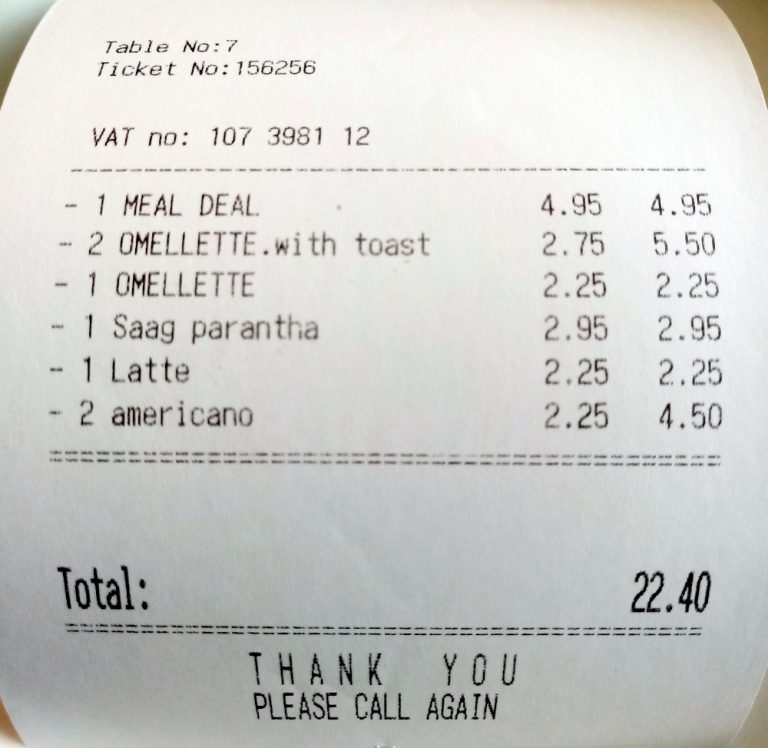 Table No:7
Ticket No:156256
VAT no: 107 3981 12
- 1 MEAL DEAL 4.95 4.95
- 2 OMELLETTE.with toast 2.75 5.50
- 1 OMELLETTE 2.25 2.25
- 1 Saag parantha 2.95 2.95
- 1 Latte 2.25 2.25
- 2 americano 2.25 4.50
Total: 22.40
THANK YOU
PLEASE CALL AGAIN